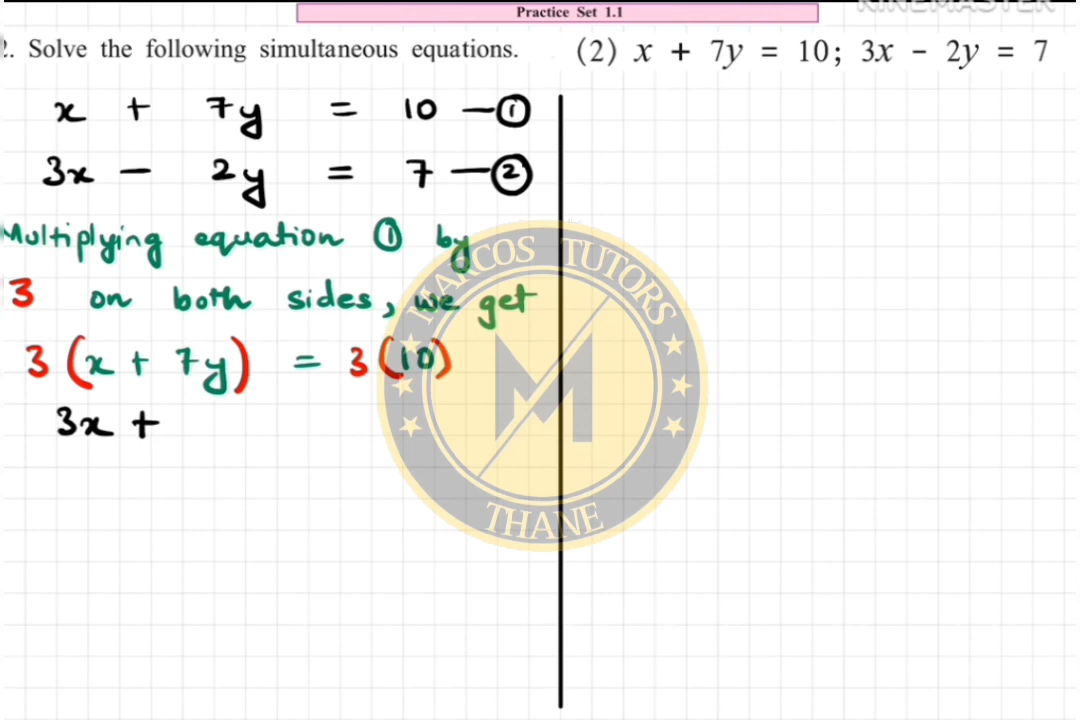 Practice Set 1.1
KINEMASTER
2. Solve the following simultaneous equations. (2) x + 7y = 10; 3x - 2y = 7
x + 7y = 10 —①
3x - 2y = 7 —②
Multiplying equation ① by
3 on both sides, we get
3(x + 7y) = 3(10)
3x +
MARCOS TUTORS
THANE